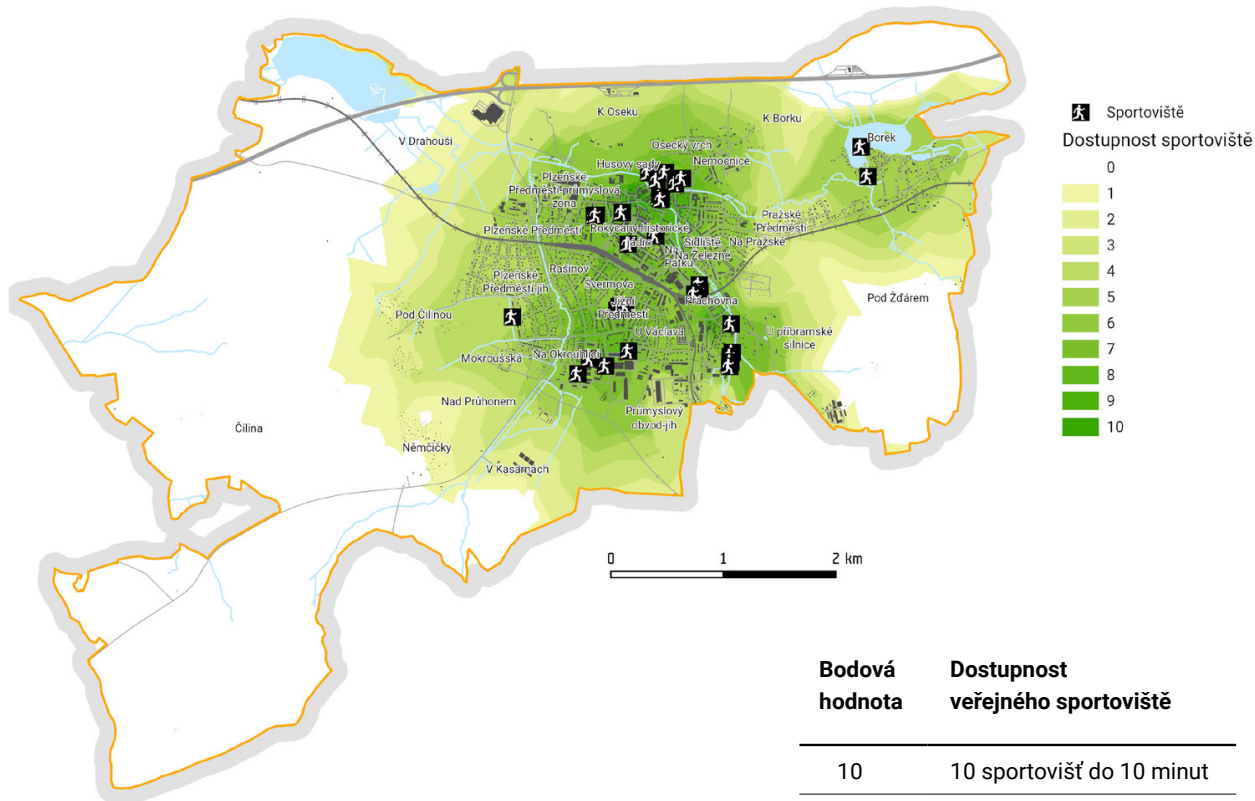 K Oseku
K Borku
V Drahouši
Osecký vrch
Borek
Husovy sady
Nemocnice
Plzeňské
Předměstí-průmyslová
zóna
Pražské
Předměstí
Plzeňské Předměstí
Rokycany-historické
jádro
Sídliště
Na Pražské
Na Železné
Na
Pátku
Rašínov
Plzeňské
Předměstí-jih
Švermova
Práchovna
Pod Žďárem
Jižní
Předměstí
Pod Čilinou
U Václava
U příbramské
silnice
Mokroušská
Na Okrouhlici
Nad Průhonem
Průmyslový
obvod-jih
Čilina
Němčičky
V Kasárnách
0 1 2 km
Sportoviště
Dostupnost sportoviště
0
1
2
3
4
5
6
7
8
9
10
Bodová Dostupnost
hodnota veřejného sportoviště
10 10 sportovišť do 10 minut